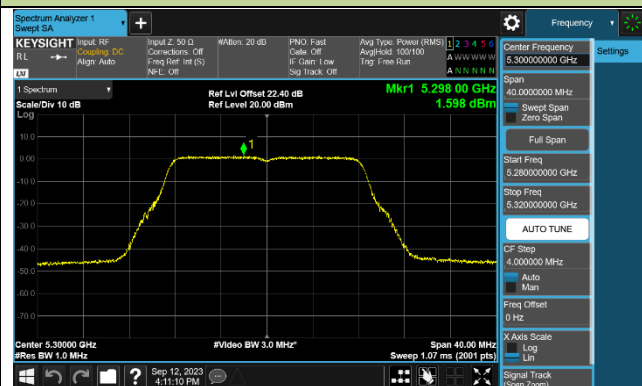 Spectrum Analyzer 1
Swept SA
Frequency
KEYSIGHT
RL
LXI
Input: RF
Coupling: DC
Align: Auto
Input Z: 50 Ω
Corrections: Off
Freq Ref: Int (S)
NFE: Off
#Atten: 20 dB
PNO: Fast
Gate: Off
IF Gain: Low
Sig Track: Off
Avg Type: Power (RMS)
Avg|Hold: 100/100
Trig: Free Run
1 2 3 4 5 6
A W W W W W
A N N N N N
1 Spectrum
Scale/Div 10 dB
Log
Ref Lvl Offset 22.40 dB
Ref Level 20.00 dBm
Mkr1 5.298 00 GHz
1.598 dBm
10.0
0.00
-10.0
-20.0
-30.0
-40.0
-50.0
-60.0
-70.0
1
Center 5.30000 GHz
#Res BW 1.0 MHz
#Video BW 3.0 MHz*
Span 40.00 MHz
Sweep 1.07 ms (2001 pts)
Center Frequency
5.300000000 GHz
Settings
Span
40.0000000 MHz
Swept Span
Zero Span
Full Span
Start Freq
5.280000000 GHz
Stop Freq
5.320000000 GHz
AUTO TUNE
CF Step
4.000000 MHz
Auto
Man
Freq Offset
0 Hz
X Axis Scale
Log
Lin
Signal Track
(Span Zoom)
?
Sep 12, 2023
4:11:10 PM